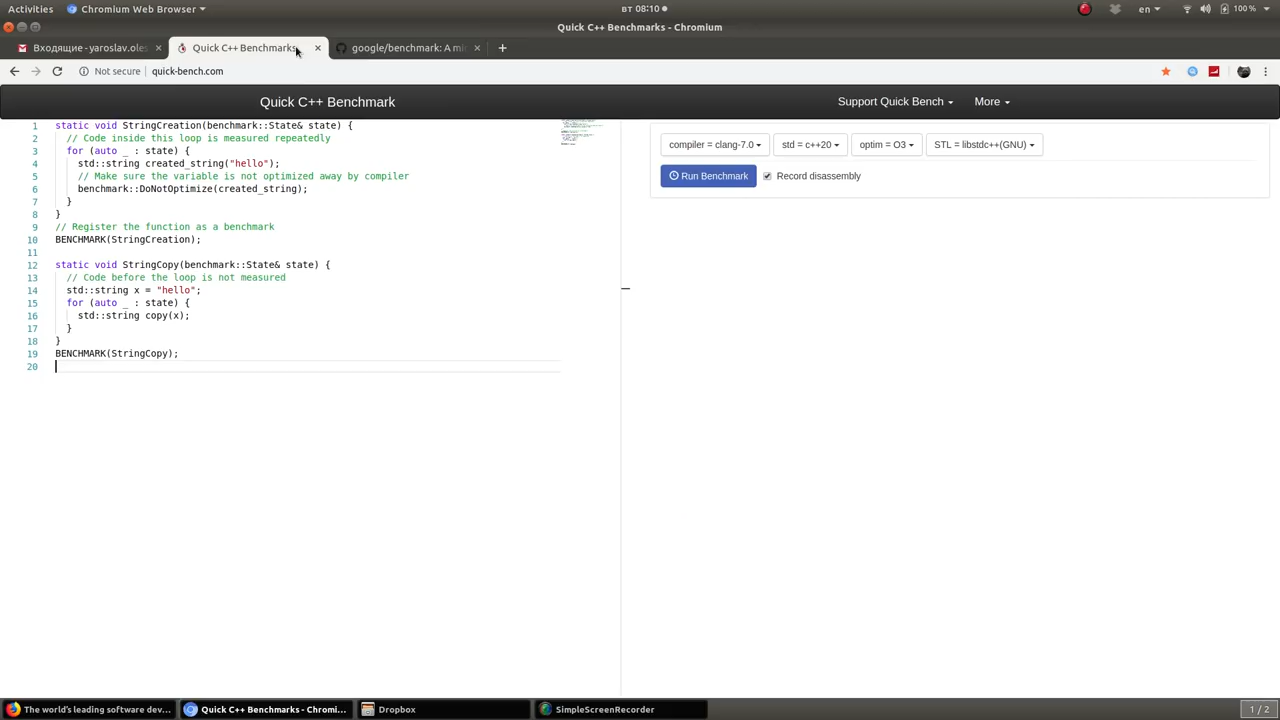 Activities
Chromium Web Browser
вт 08:10
en
100 %
Quick C++ Benchmarks - Chromium
Входящие - yaroslav.oles
Quick C++ Benchmarks
google/benchmark: A mi
Not secure
quick-bench.com
Quick C++ Benchmark
Support Quick Bench
More
1 static void StringCreation(benchmark::State& state) {
2 // Code inside this loop is measured repeatedly
3 for (auto _ : state) {
4 std::string created_string("hello");
5 // Make sure the variable is not optimized away by compiler
6 benchmark::DoNotOptimize(created_string);
7 }
8 }
9 // Register the function as a benchmark
10 BENCHMARK(StringCreation);
11
12 static void StringCopy(benchmark::State& state) {
13 // Code before the loop is not measured
14 std::string x = "hello";
15 for (auto _ : state) {
16 std::string copy(x);
17 }
18 }
19 BENCHMARK(StringCopy);
20
compiler = clang-7.0
std = c++20
optim = O3
STL = libstdc++(GNU)
Run Benchmark
Record disassembly
The world's leading software dev...
Quick C++ Benchmarks - Chromi...
Dropbox
SimpleScreenRecorder
1 / 2